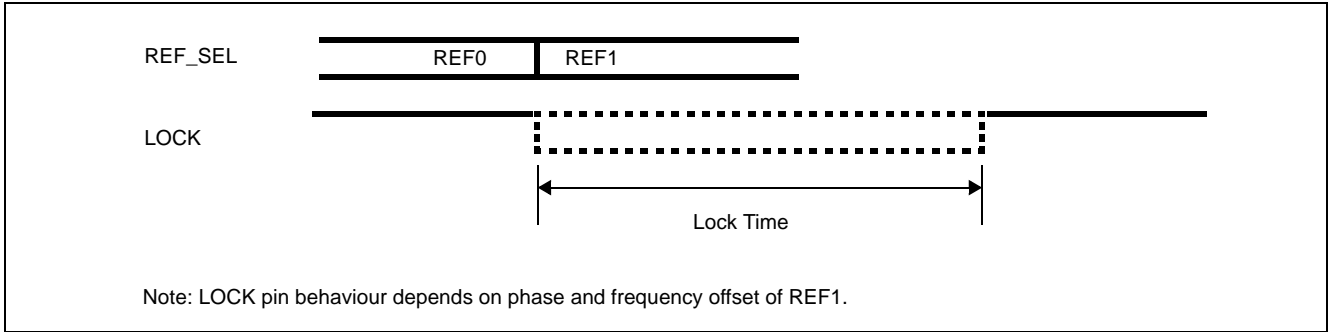 REF_SEL
REF0
REF1
LOCK
Lock Time
Note: LOCK pin behaviour depends on phase and frequency offset of REF1.